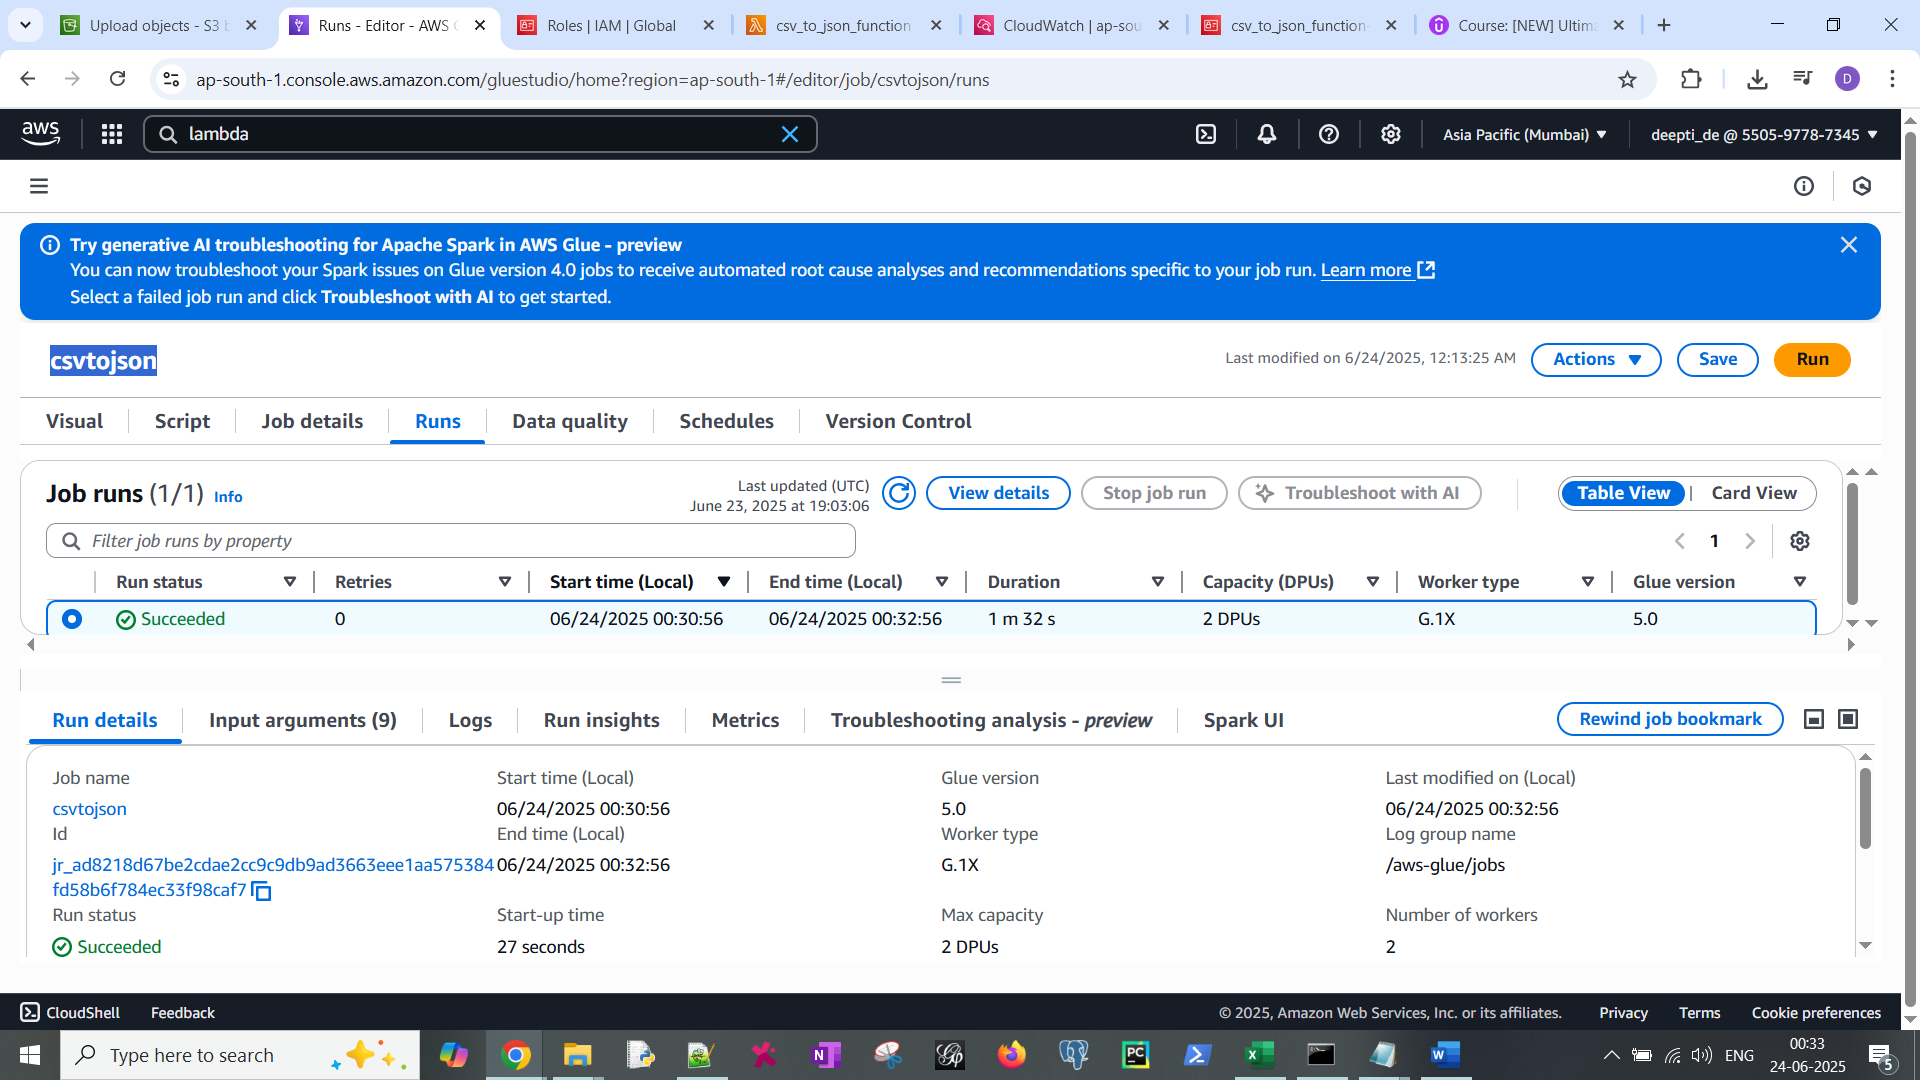 Upload objects - S3 b
Runs - Editor - AWS G
Roles | IAM | Global
csv_to_json_function
CloudWatch | ap-sou
csv_to_json_function-
Course: [NEW] Ultima
ap-south-1.console.aws.amazon.com/gluestudio/home?region=ap-south-1#/editor/job/csvtojson/runs
D
aws
lambda
Asia Pacific (Mumbai)
deepti_de @ 5505-9778-7345
Try generative AI troubleshooting for Apache Spark in AWS Glue - preview
You can now troubleshoot your Spark issues on Glue version 4.0 jobs to receive automated root cause analyses and recommendations specific to your job run. Learn more
Select a failed job run and click Troubleshoot with AI to get started.
csvtojson
Last modified on 6/24/2025, 12:13:25 AM
Actions
Save
Run
Visual
Script
Job details
Runs
Data quality
Schedules
Version Control
Job runs (1/1) Info
Last updated (UTC)
June 23, 2025 at 19:03:06
View details
Stop job run
Troubleshoot with AI
Table View
Card View
Filter job runs by property
1
Run status
Retries
Start time (Local)
End time (Local)
Duration
Capacity (DPUs)
Worker type
Glue version
Succeeded
0
06/24/2025 00:30:56
06/24/2025 00:32:56
1 m 32 s
2 DPUs
G.1X
5.0
Run details
Input arguments (9)
Logs
Run insights
Metrics
Troubleshooting analysis - preview
Spark UI
Rewind job bookmark
Job name
csvtojson
Id
jr_ad8218d67be2cdae2cc9c9db9ad3663eee1aa575384
fd58b6f784ec33f98caf7
Run status
Succeeded
Start time (Local)
06/24/2025 00:30:56
End time (Local)
06/24/2025 00:32:56
Start-up time
27 seconds
Glue version
5.0
Worker type
G.1X
Max capacity
2 DPUs
Last modified on (Local)
06/24/2025 00:32:56
Log group name
/aws-glue/jobs
Number of workers
2
CloudShell
Feedback
© 2025, Amazon Web Services, Inc. or its affiliates.
Privacy
Terms
Cookie preferences
Type here to search
ENG
00:33
24-06-2025
5